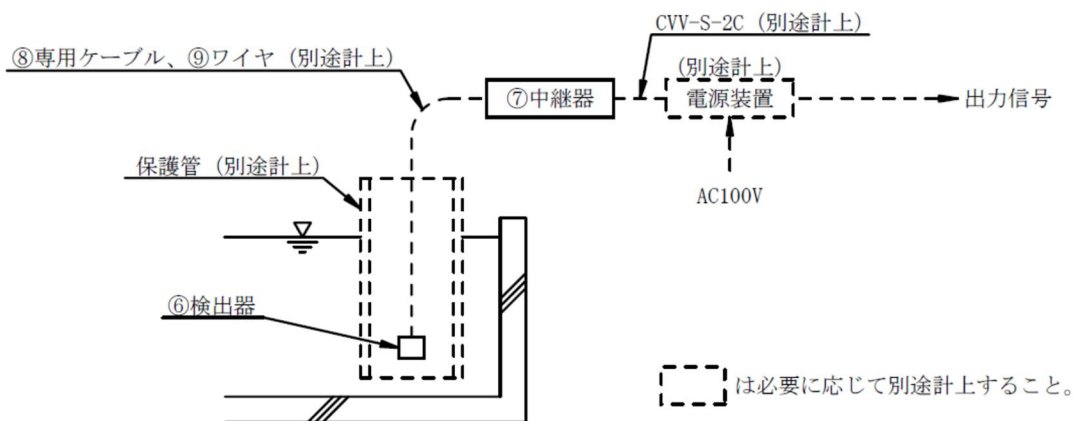 CVV-S-2C (別途計上)
⑧専用ケーブル、⑨ワイヤ (別途計上)
(別途計上)
⑦中継器
電源装置
出力信号
保護管 (別途計上)
AC100V
⑥検出器
は必要に応じて別途計上すること。